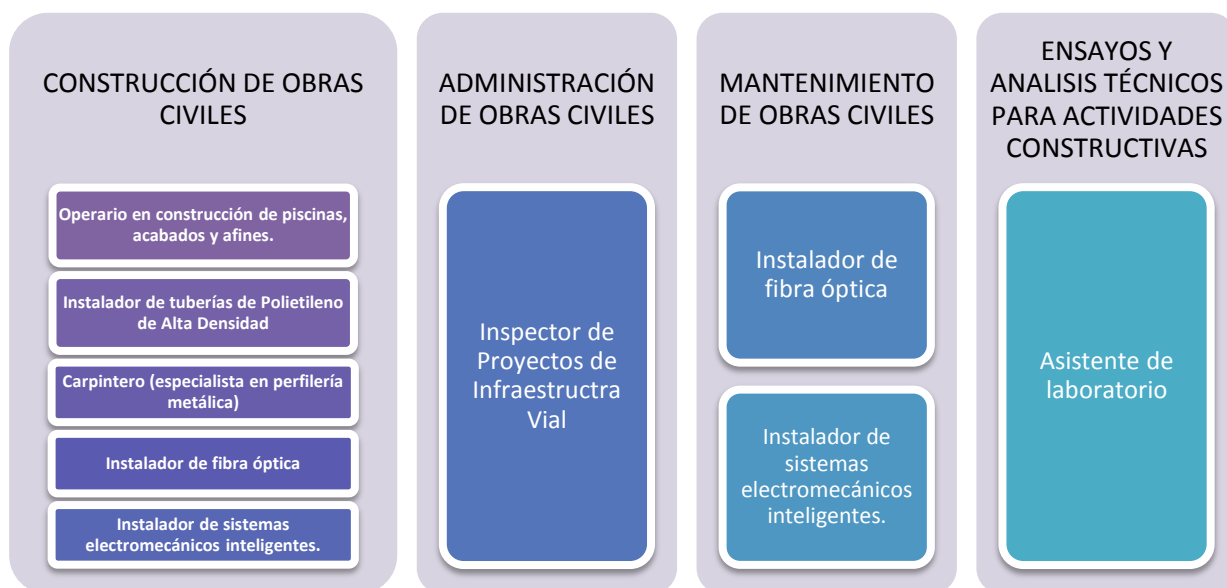 CONSTRUCCIÓN DE OBRAS
CIVILES
Operario en construcción de piscinas,
acabados y afines.
Instalador de tuberías de Polietileno
de Alta Densidad
Carpintero (especialista en perfilería
metálica)
Instalador de fibra óptica
Instalador de sistemas
electromecánicos inteligentes.
ADMINISTRACIÓN
DE OBRAS CIVILES
Inspector de
Proyectos de
Infraestructra
Vial
MANTENIMIENTO
DE OBRAS CIVILES
Instalador de
fibra óptica
Instalador de
sistemas
electromecánicos
inteligentes.
ENSAYOS Y
ANALISIS TÉCNICOS
PARA ACTIVIDADES
CONSTRUCTIVAS
Asistente de
laboratorio